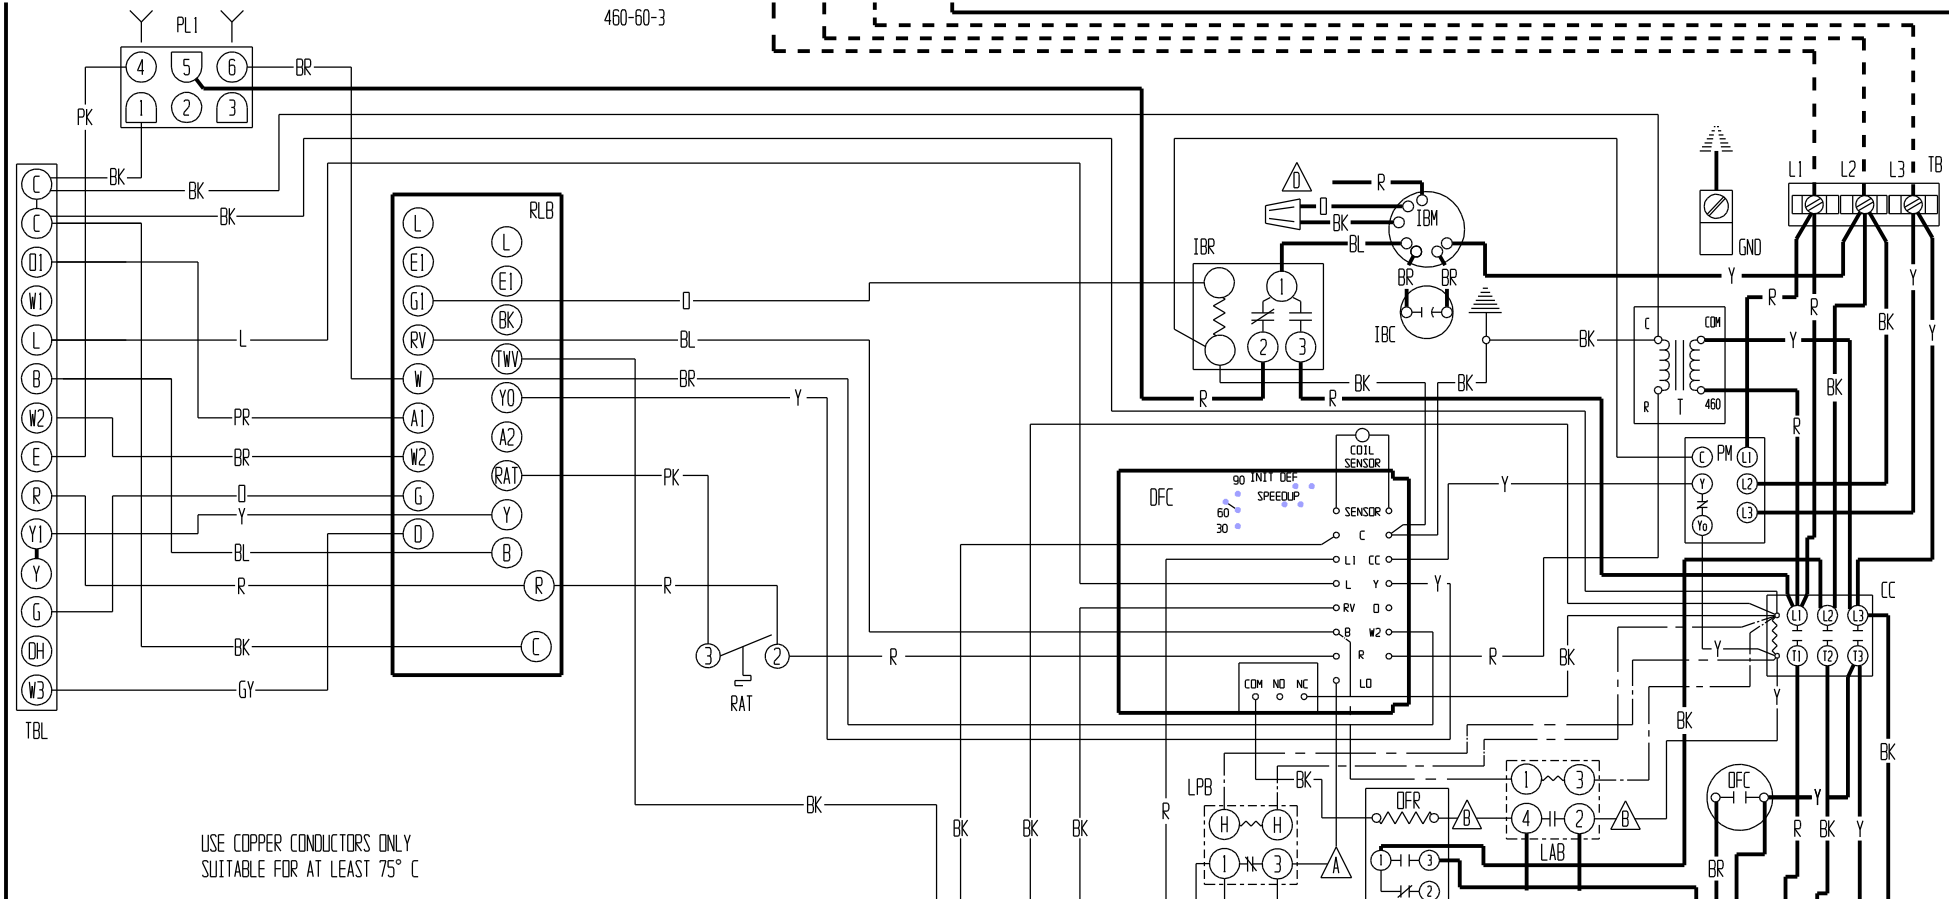 460-60-3
PL1
4 5 6
1 2 3
BR
PK
BK
BK
BK
C
C
O1
W1
L
B
W2
E
R
Y1
Y
G
OH
W3
TBL
L
PR
BR
O
Y
BL
R
BK
GY
RLB
L
E1
G1
RV
W
A1
W2
G
D
L
E1
BK
TWV
YO
A2
RAT
Y
B
R
C
O
BL
BR
Y
PK
R
3 2
RAT
R
BK
USE COPPER CONDUCTORS ONLY
SUITABLE FOR AT LEAST 75° C
D
R
O
BK
IBM
BL
BR BR
IBC
IBR
1
2 3
R
R
BK
BK
BK
Y
GND
L1 L2 L3 TB
R
R
BK
Y
Y
C COM
R T 460
Y
BK
R
C PM L1
Y L2
YO L3
COIL
SENSOR
DFC
90 INIT DEF
SPEEDUP
60
30
SENSOR
C
L1 CC
L Y
RV O
B W2
R
LO
COM NO NC
Y
Y
R
BK
CC
L1 L2 L3
T1 T2 T3
Y
Y
BK
BK
BK
BK
BK
R
LPB
H H
1 3
A
BK
OFR
1 3
2
B
1 3
4 2
LAB
B
OFC
Y
BR
R BK Y